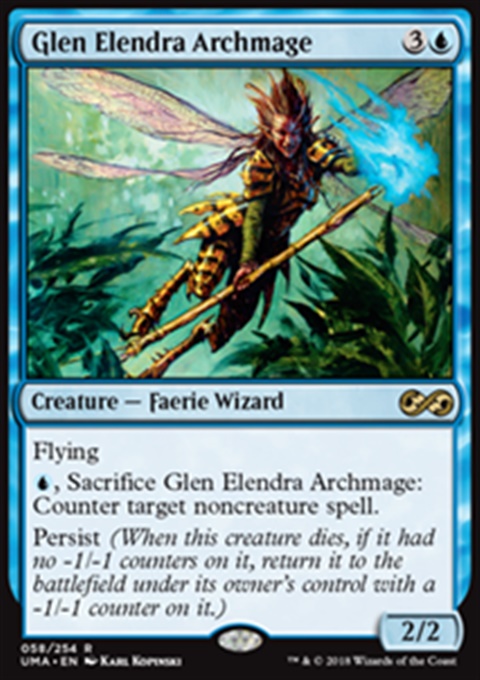 Glen Elendra Archmage 3
Creature — Faerie Wizard
Flying
, Sacrifice Glen Elendra Archmage:
Counter target noncreature spell.
Persist (When this creature dies, if it had
no -1/-1 counters on it, return it to the
battlefield under its owner's control with a
-1/-1 counter on it.)
2/2
058/254 R
UMA • EN Karl Kopinski
™ & © 2018 Wizards of the Coast